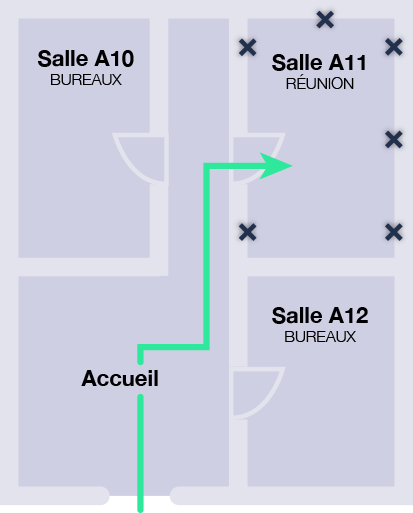 Salle A10
BUREAUX
Salle A11
RÉUNION
Salle A12
BUREAUX
Accueil